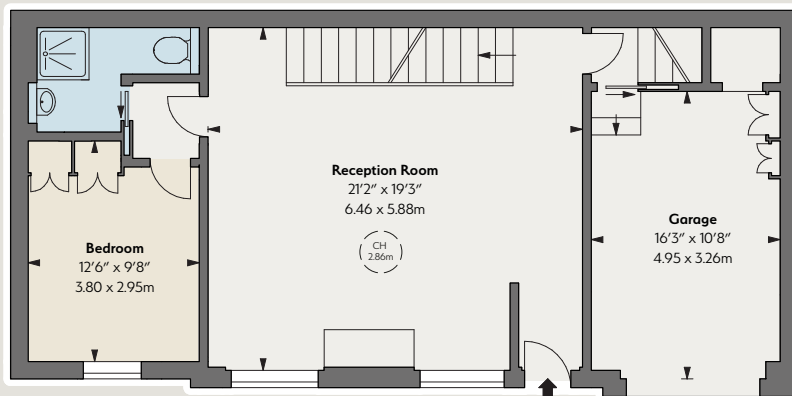 Reception Room
21'2" x 19'3"
6.46 x 5.88m
CH
2.86m
Bedroom
12'6" x 9'8"
3.80 x 2.95m
Garage
16'3" x 10'8"
4.95 x 3.26m